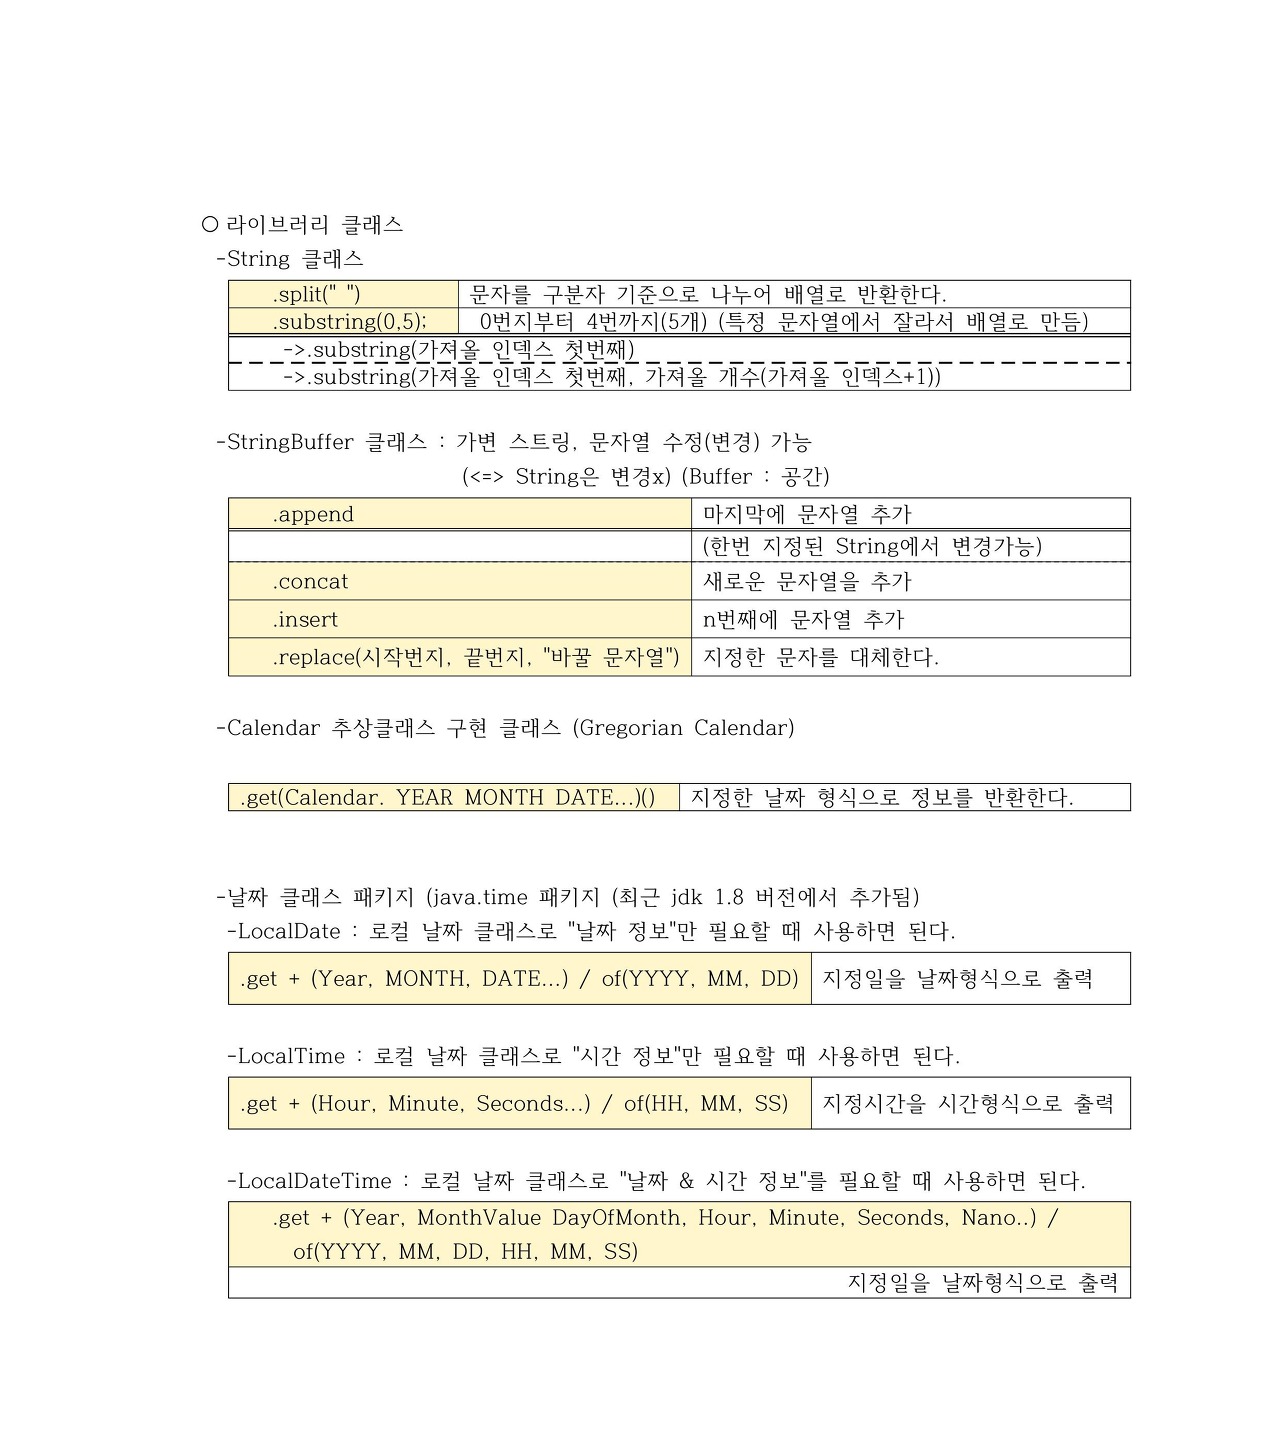 ○ 라이브러리 클래스
-String 클래스
.split(" ") 문자를 구분자 기준으로 나누어 배열로 반환한다.
.substring(0,5); 0번지부터 4번까지(5개) (특정 문자열에서 잘라서 배열로 만듬)
->.substring(가져올 인덱스 첫번째)
->.substring(가져올 인덱스 첫번째, 가져올 개수(가져올 인덱스+1))
-StringBuffer 클래스 : 가변 스트링, 문자열 수정(변경) 가능
(<=> String은 변경x) (Buffer : 공간)
.append 마지막에 문자열 추가
(한번 지정된 String에서 변경가능)
.concat 새로운 문자열을 추가
.insert n번째에 문자열 추가
.replace(시작번지, 끝번지, "바꿀 문자열") 지정한 문자를 대체한다.
-Calendar 추상클래스 구현 클래스 (Gregorian Calendar)
.get(Calendar. YEAR MONTH DATE...)() 지정한 날짜 형식으로 정보를 반환한다.
-날짜 클래스 패키지 (java.time 패키지 (최근 jdk 1.8 버전에서 추가됨)
-LocalDate : 로컬 날짜 클래스로 "날짜 정보"만 필요할 때 사용하면 된다.
.get + (Year, MONTH, DATE...) / of(YYYY, MM, DD) 지정일을 날짜형식으로 출력
-LocalTime : 로컬 날짜 클래스로 "시간 정보"만 필요할 때 사용하면 된다.
.get + (Hour, Minute, Seconds...) / of(HH, MM, SS) 지정시간을 시간형식으로 출력
-LocalDateTime : 로컬 날짜 클래스로 "날짜 & 시간 정보"를 필요할 때 사용하면 된다.
.get + (Year, MonthValue DayOfMonth, Hour, Minute, Seconds, Nano..) /
of(YYYY, MM, DD, HH, MM, SS)
지정일을 날짜형식으로 출력